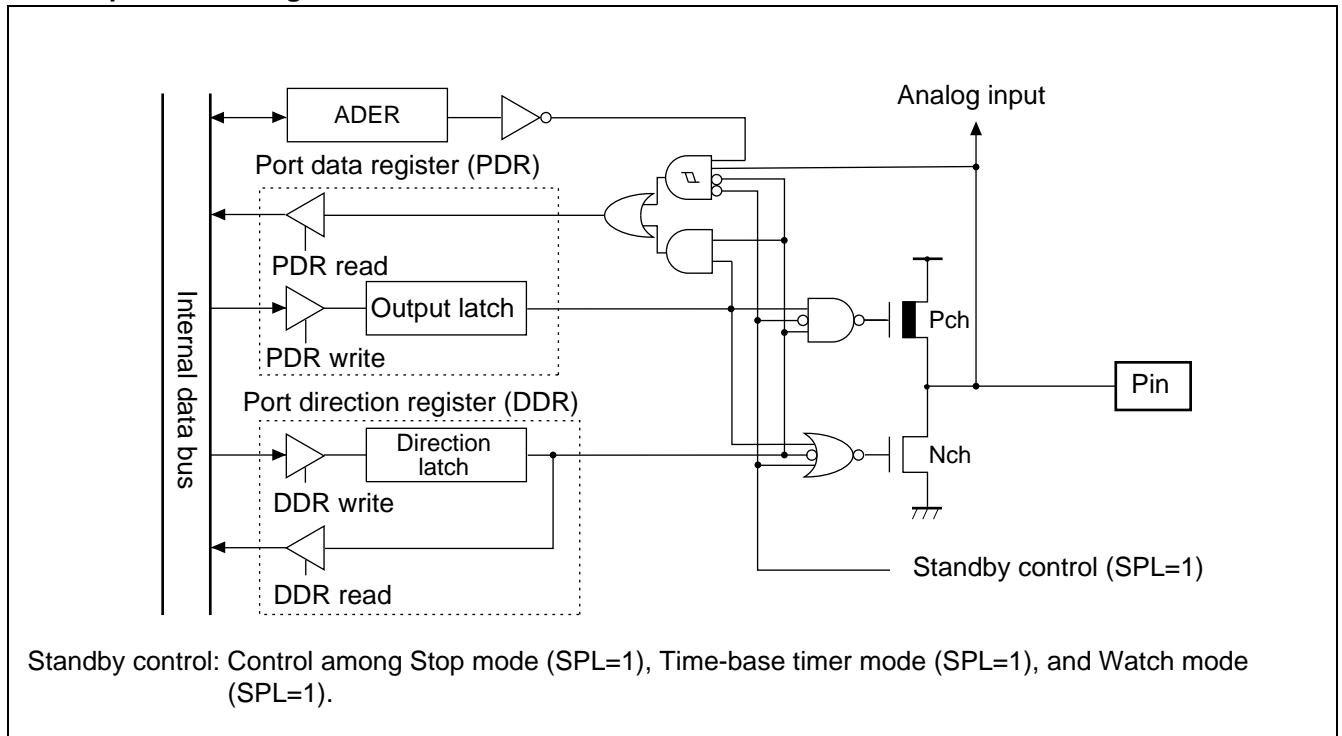 ADER
Analog input
Port data register (PDR)
PDR read
Output latch
Pch
PDR write
Internal data bus
Pin
Port direction register (DDR)
Direction
latch
Nch
DDR write
Standby control (SPL=1)
DDR read
Standby control: Control among Stop mode (SPL=1), Time-base timer mode (SPL=1), and Watch mode
(SPL=1).